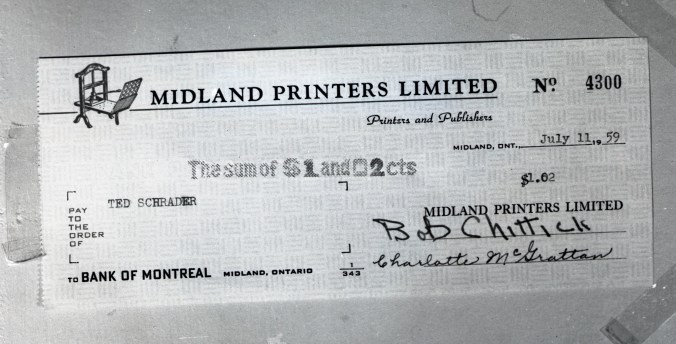 MIDLAND PRINTERS LIMITED Nº 4300
Printers and Publishers
MIDLAND, ONT., July 11, 19 59
The sum of $1 and 02 cts
$1.02
PAY TO THE ORDER OF
TED SCHRADER
MIDLAND PRINTERS LIMITED
Bob Chittick
Charlotte McGrattan
TO BANK OF MONTREAL MIDLAND, ONTARIO 1/343